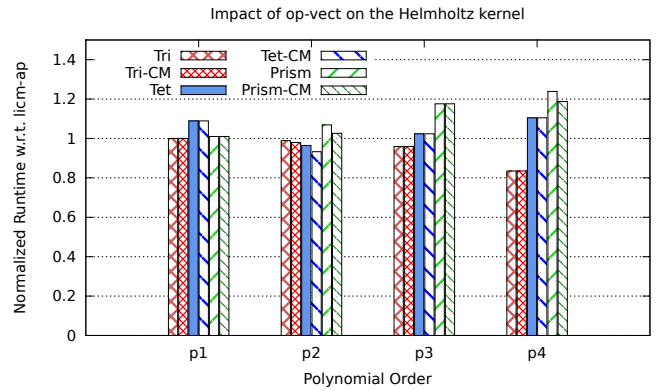 Impact of op-vect on the Helmholtz kernel
Normalized Runtime w.r.t. licm-ap
1.4
1.2
1
0.8
0.6
0.4
0.2
0
Tri
Tri-CM
Tet
Tet-CM
Prism
Prism-CM
p1
p2
p3
p4
Polynomial Order